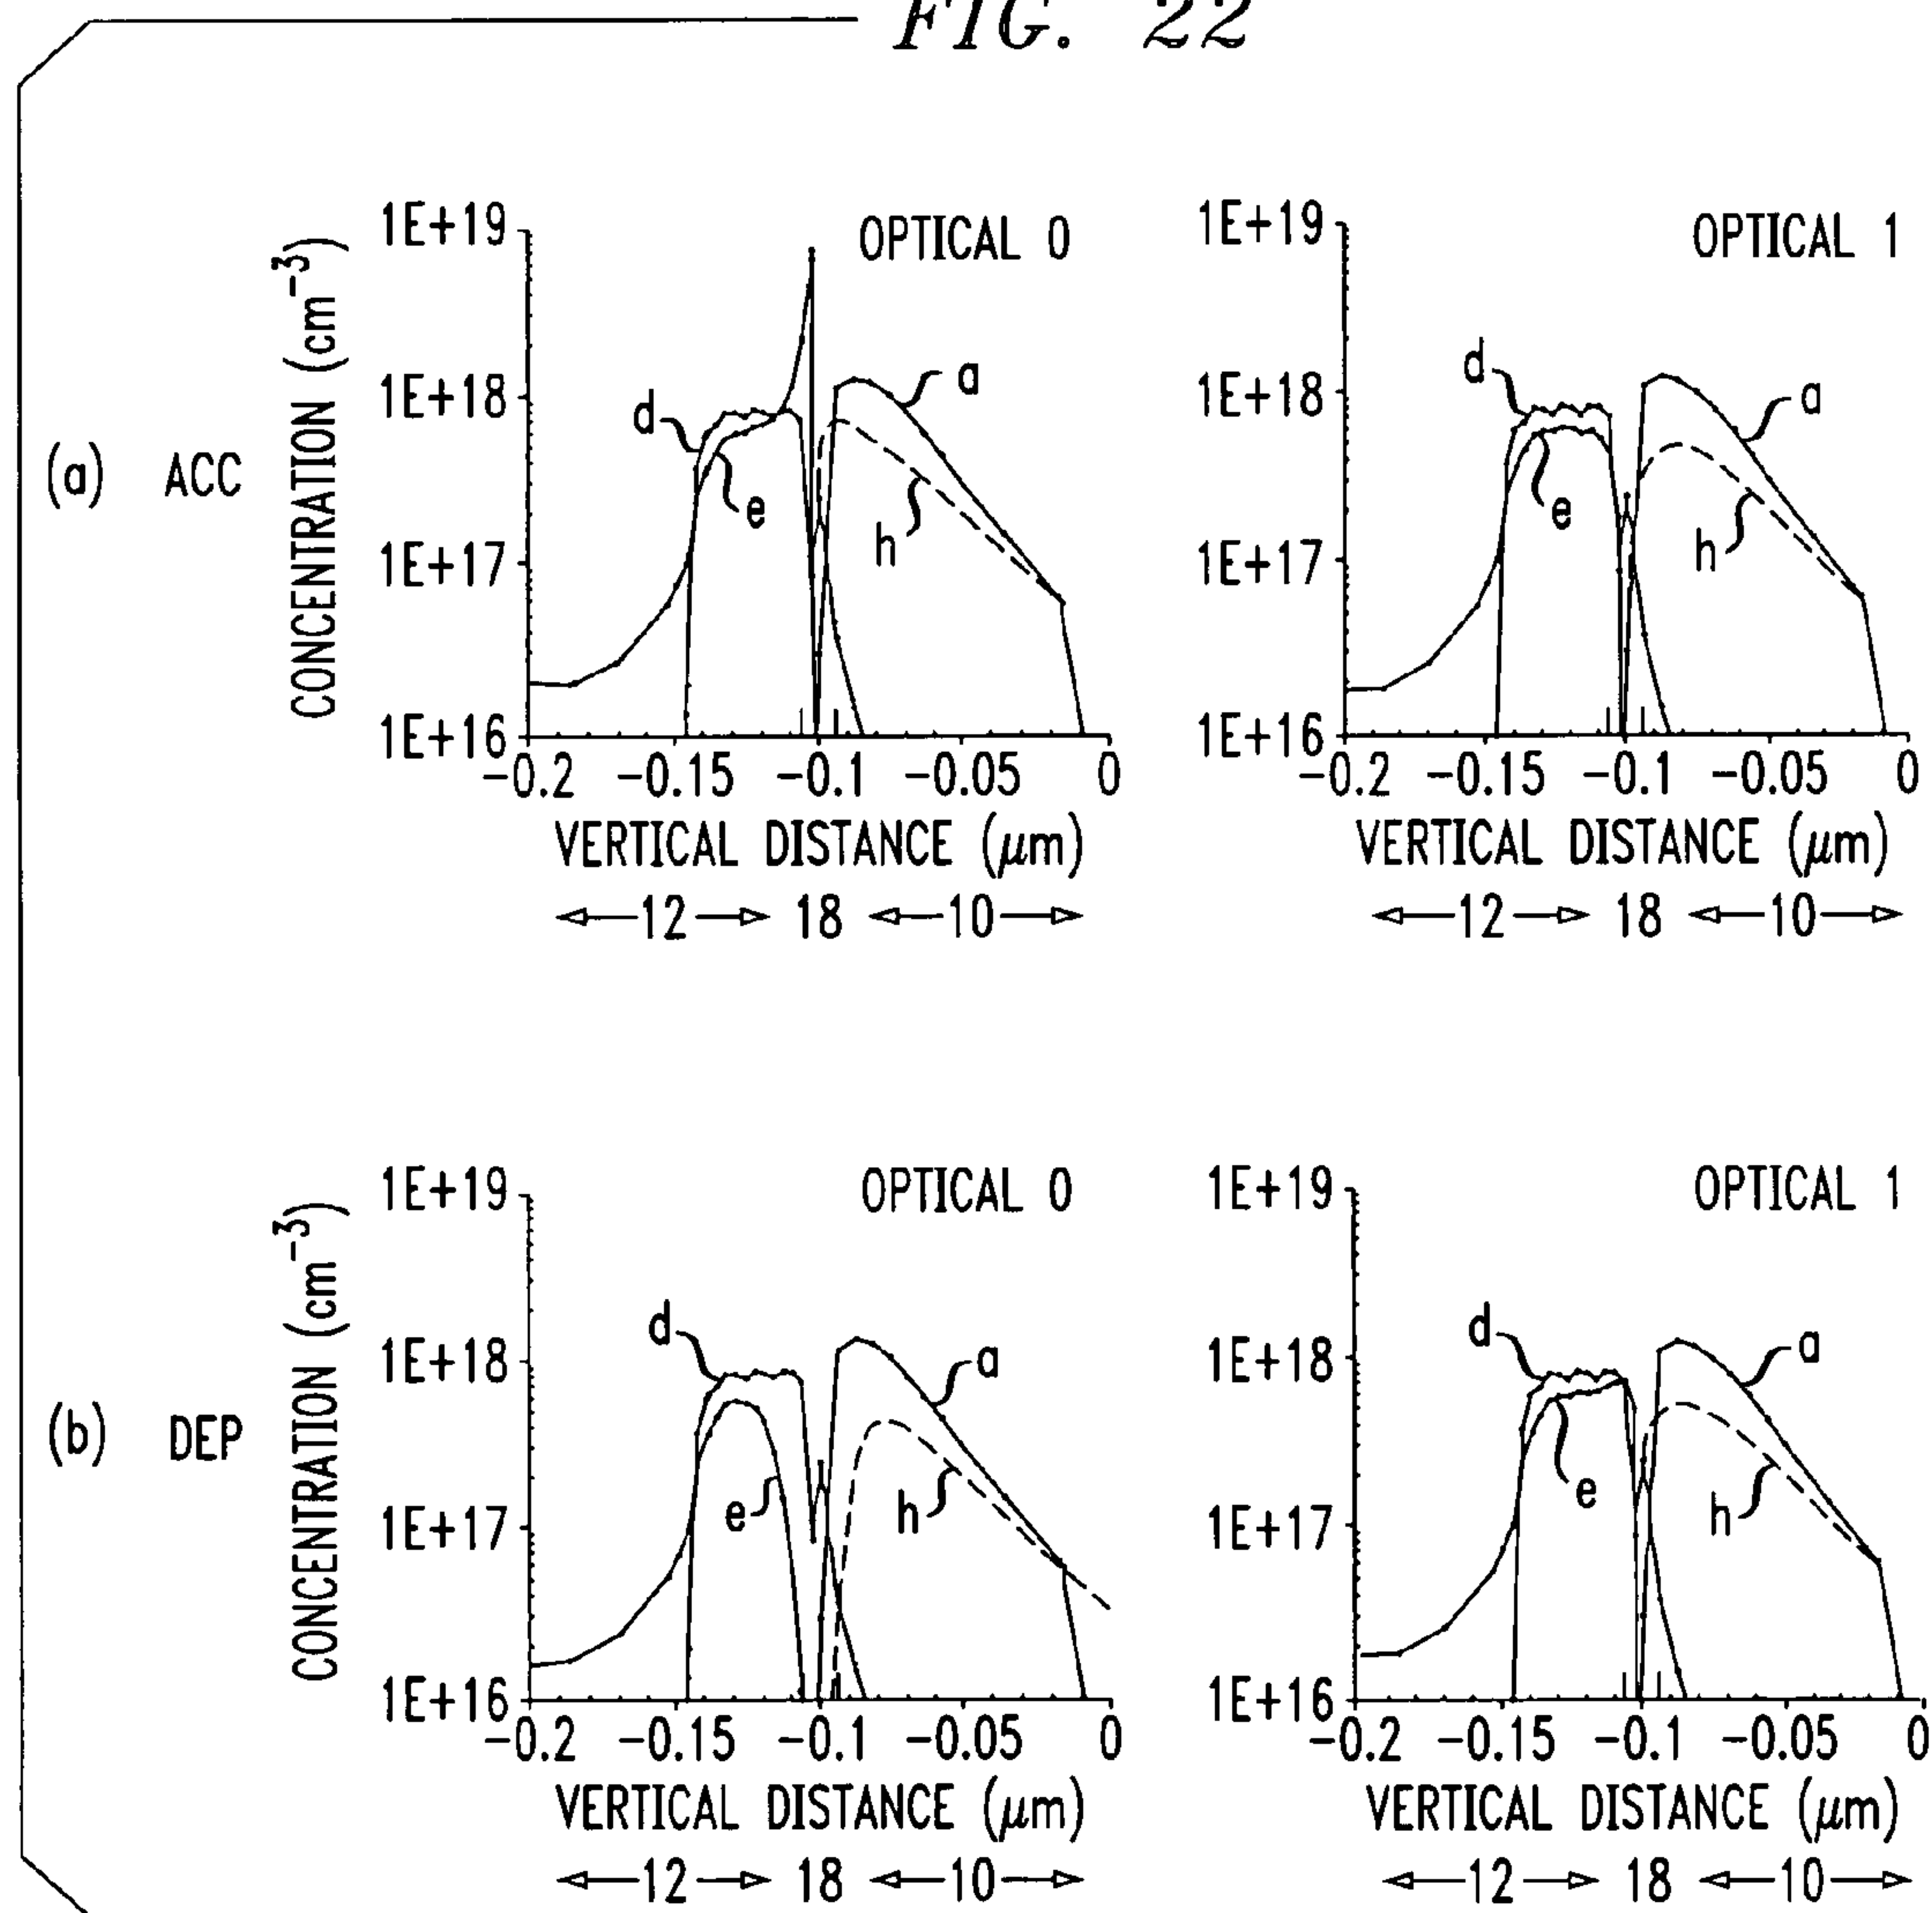 FIG. 22
OPTICAL 0
OPTICAL 1
(a) ACC
CONCENTRATION (cm⁻³)
1E+19
1E+18
1E+17
1E+16
d
e
a
h
-0.2 -0.15 -0.1 -0.05 0
VERTICAL DISTANCE (μm)
12 18 10
1E+19
1E+18
1E+17
1E+16
d
e
a
h
-0.2 -0.15 -0.1 -0.05 0
VERTICAL DISTANCE (μm)
12 18 10
OPTICAL 0
OPTICAL 1
(b) DEP
CONCENTRATION (cm⁻³)
1E+19
1E+18
1E+17
1E+16
d
e
a
h
-0.2 -0.15 -0.1 -0.05 0
VERTICAL DISTANCE (μm)
12 18 10
1E+19
1E+18
1E+17
1E+16
d
e
a
h
-0.2 -0.15 -0.1 -0.05 0
VERTICAL DISTANCE (μm)
12 18 10